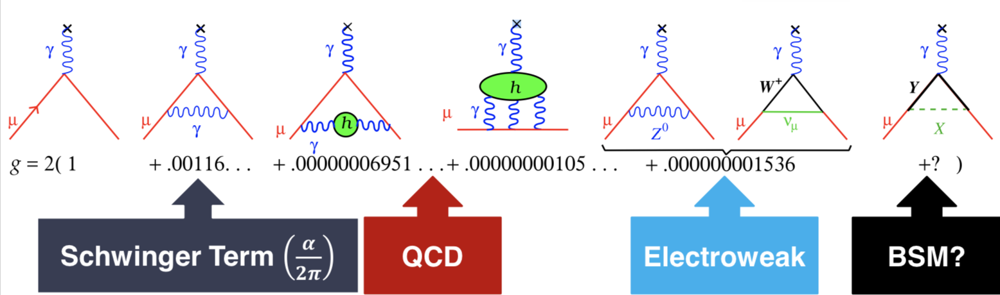 γ γ γ γ γ γ γ
W⁺ Y
μ μ γ μ γ h μ h μ γ μ Z⁰ μ ν_μ μ X
g = 2( 1 + .00116. . . + .00000006951 . . . + .00000000105 . . . + .000000001536 +? )
Schwinger Term (α/2π)
QCD
Electroweak
BSM?